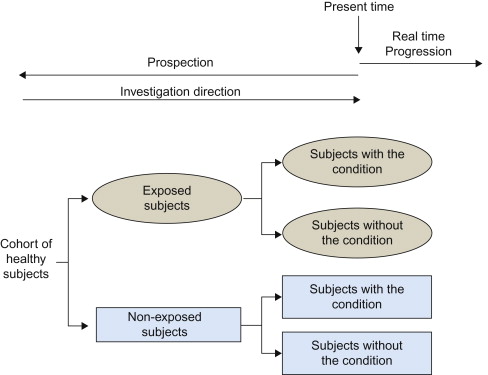 Present time
Real time
Progression
Prospection
Investigation direction
Subjects with the
condition
Exposed
subjects
Subjects without
the condition
Cohort of
healthy
subjects
Subjects with the
condition
Non-exposed
subjects
Subjects without
the condition